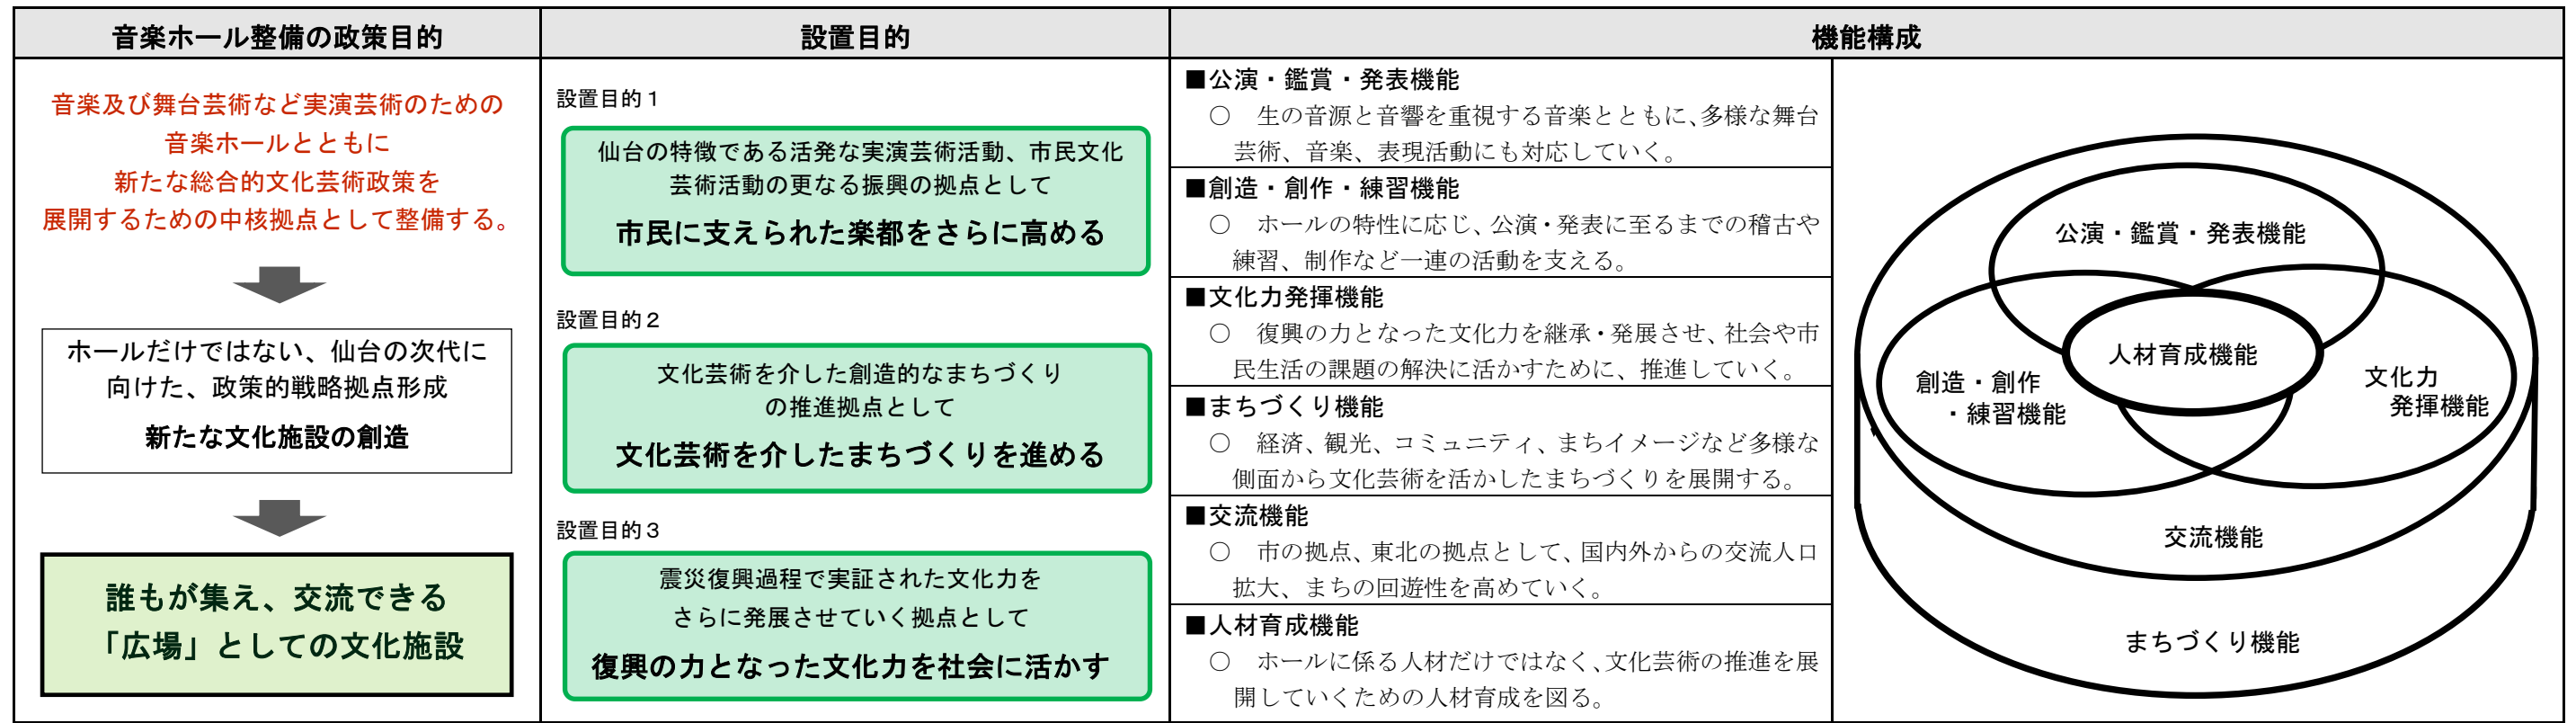 音楽ホール整備の政策目的
設置目的
機能構成
音楽及び舞台芸術など実演芸術のための
音楽ホールとともに
新たな総合的文化芸術政策を
展開するための中核拠点として整備する。
ホールだけではない、仙台の次代に
向けた、政策的戦略拠点形成
新たな文化施設の創造
誰もが集え、交流できる
「広場」としての文化施設
設置目的１
仙台の特徴である活発な実演芸術活動、市民文化
芸術活動の更なる振興の拠点として
市民に支えられた楽都をさらに高める
設置目的２
文化芸術を介した創造的なまちづくり
の推進拠点として
文化芸術を介したまちづくりを進める
設置目的３
震災復興過程で実証された文化力を
さらに発展させていく拠点として
復興の力となった文化力を社会に活かす
■公演・鑑賞・発表機能
○　生の音源と音響を重視する音楽とともに、多様な舞台
芸術、音楽、表現活動にも対応していく。
■創造・創作・練習機能
○　ホールの特性に応じ、公演・発表に至るまでの稽古や
練習、制作など一連の活動を支える。
■文化力発揮機能
○　復興の力となった文化力を継承・発展させ、社会や市
民生活の課題の解決に活かすために、推進していく。
■まちづくり機能
○　経済、観光、コミュニティ、まちイメージなど多様な
側面から文化芸術を活かしたまちづくりを展開する。
■交流機能
○　市の拠点、東北の拠点として、国内外からの交流人口
拡大、まちの回遊性を高めていく。
■人材育成機能
○　ホールに係る人材だけではなく、文化芸術の推進を展
開していくための人材育成を図る。
公演・鑑賞・発表機能
人材育成機能
創造・創作
・練習機能
文化力
発揮機能
交流機能
まちづくり機能